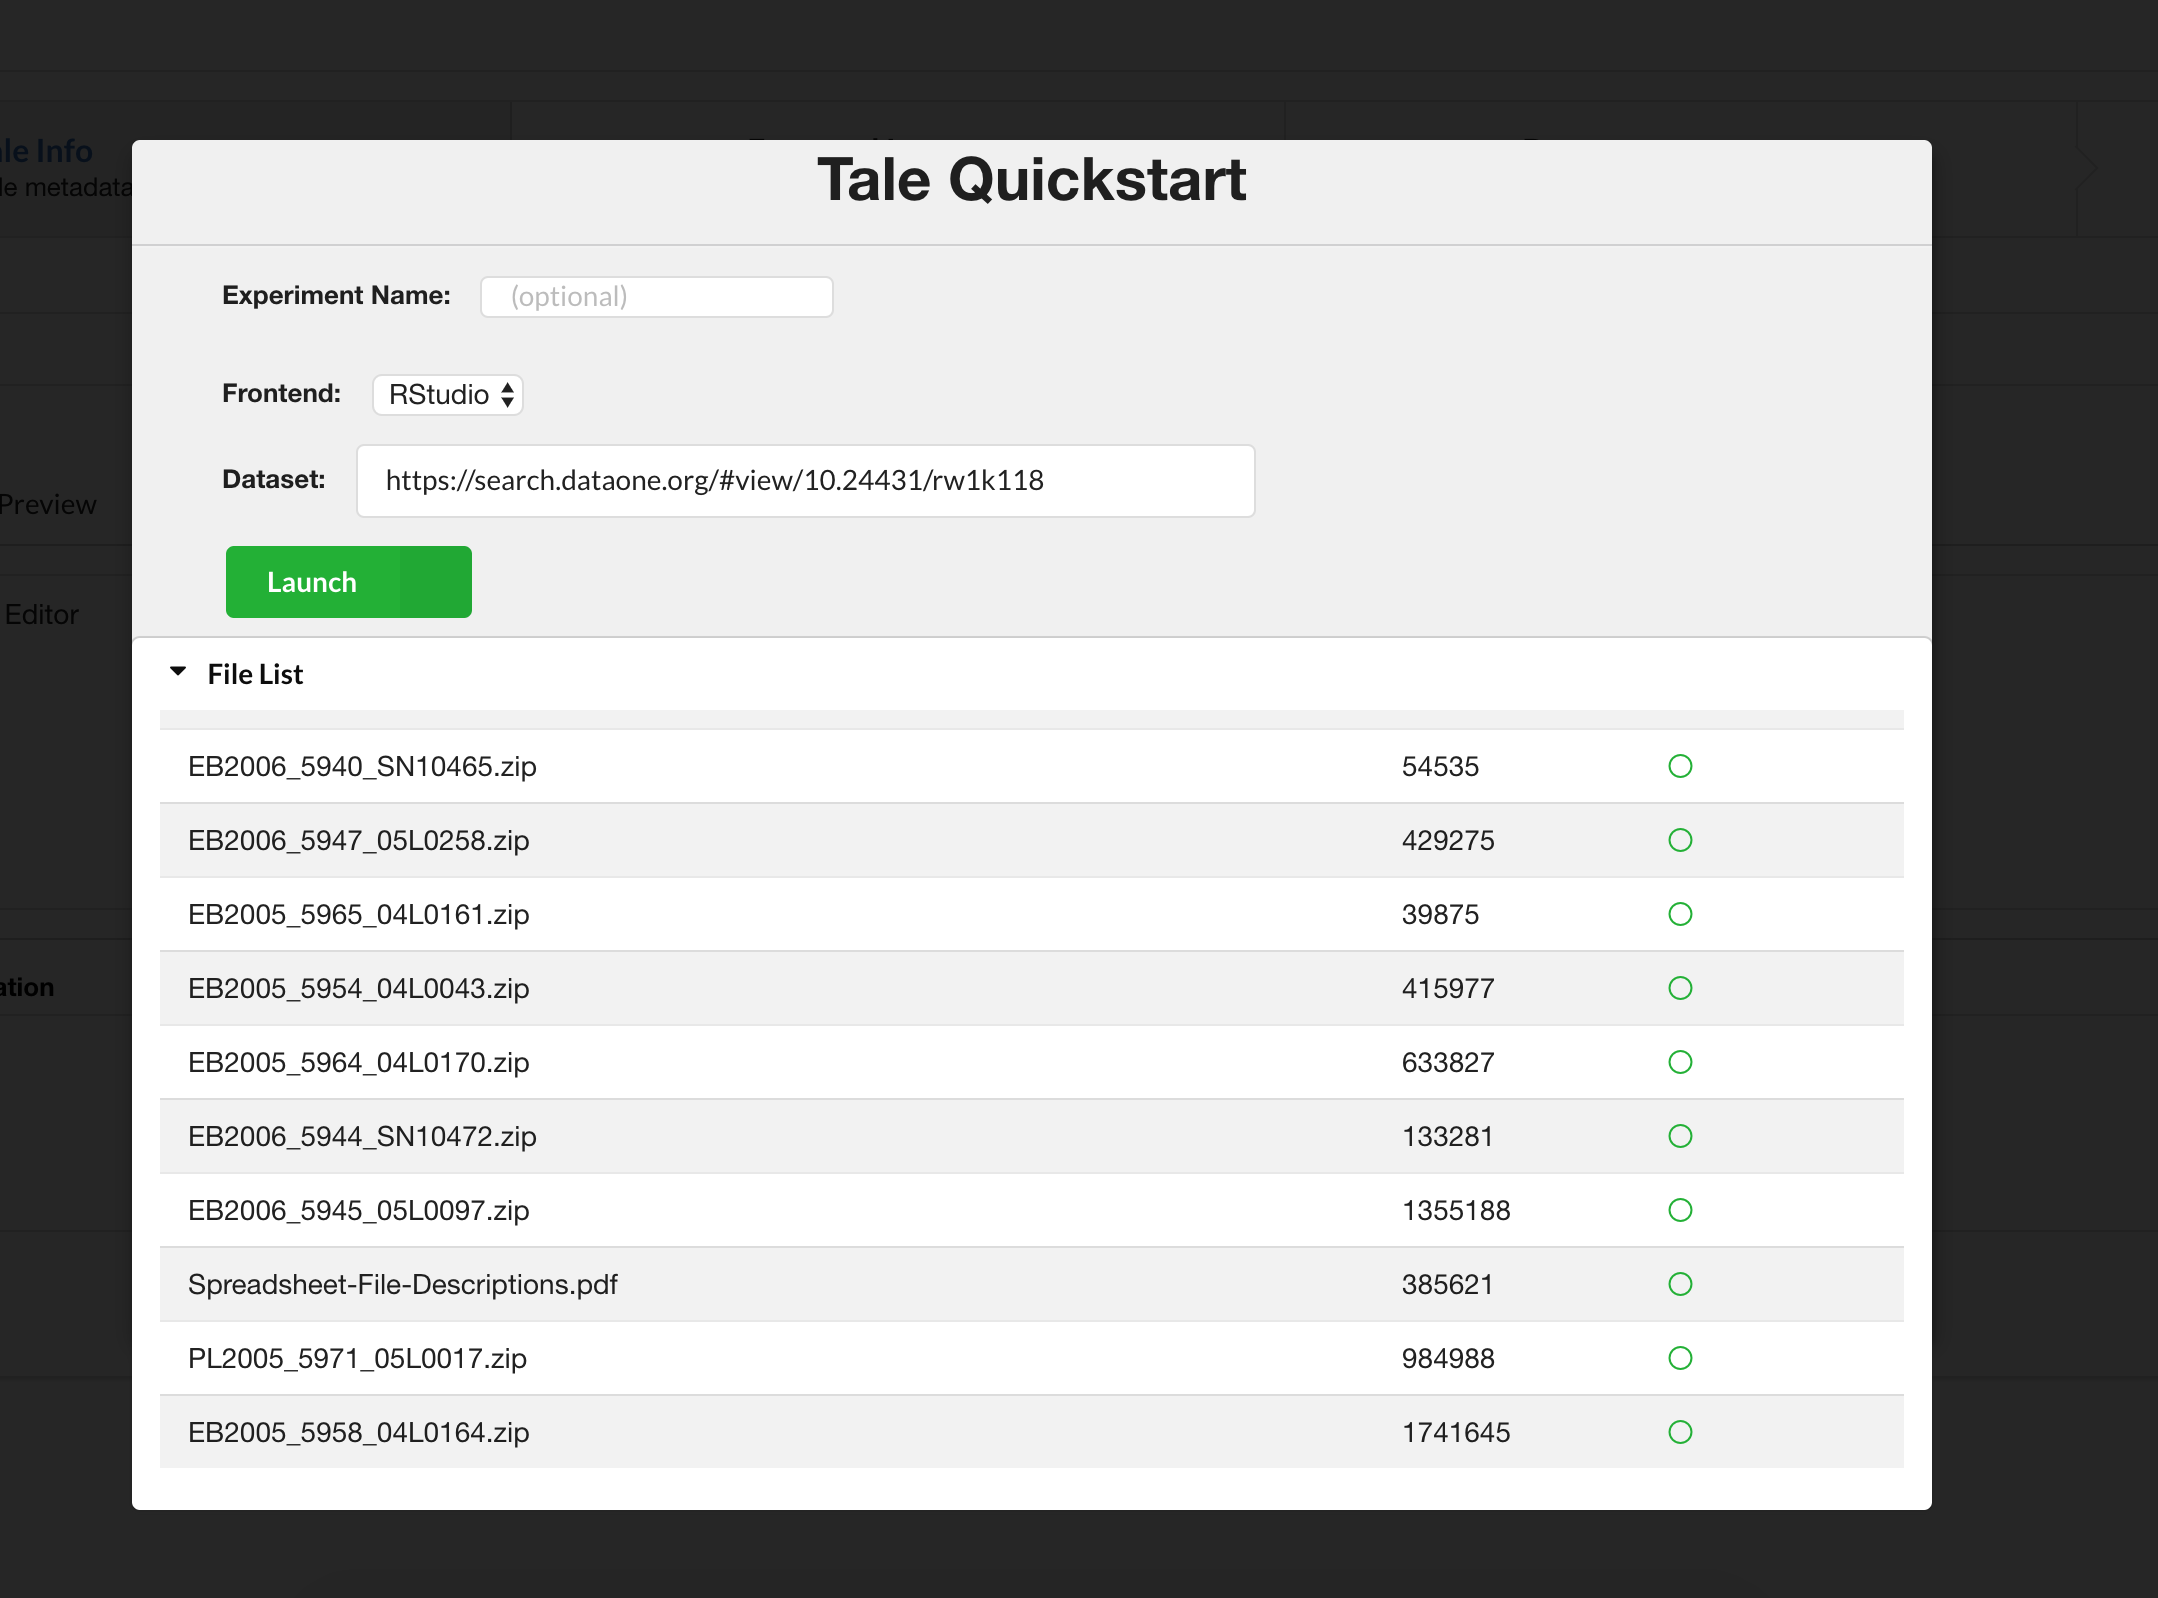 Tale Quickstart
le Info
le metadata
Experiment Name: (optional)
Frontend: RStudio
Dataset: https://search.dataone.org/#view/10.24431/rw1k118
Preview
Launch
Editor
File List
EB2006_5940_SN10465.zip 54535
EB2006_5947_05L0258.zip 429275
EB2005_5965_04L0161.zip 39875
EB2005_5954_04L0043.zip 415977
ation
EB2005_5964_04L0170.zip 633827
EB2006_5944_SN10472.zip 133281
EB2006_5945_05L0097.zip 1355188
Spreadsheet-File-Descriptions.pdf 385621
PL2005_5971_05L0017.zip 984988
EB2005_5958_04L0164.zip 1741645